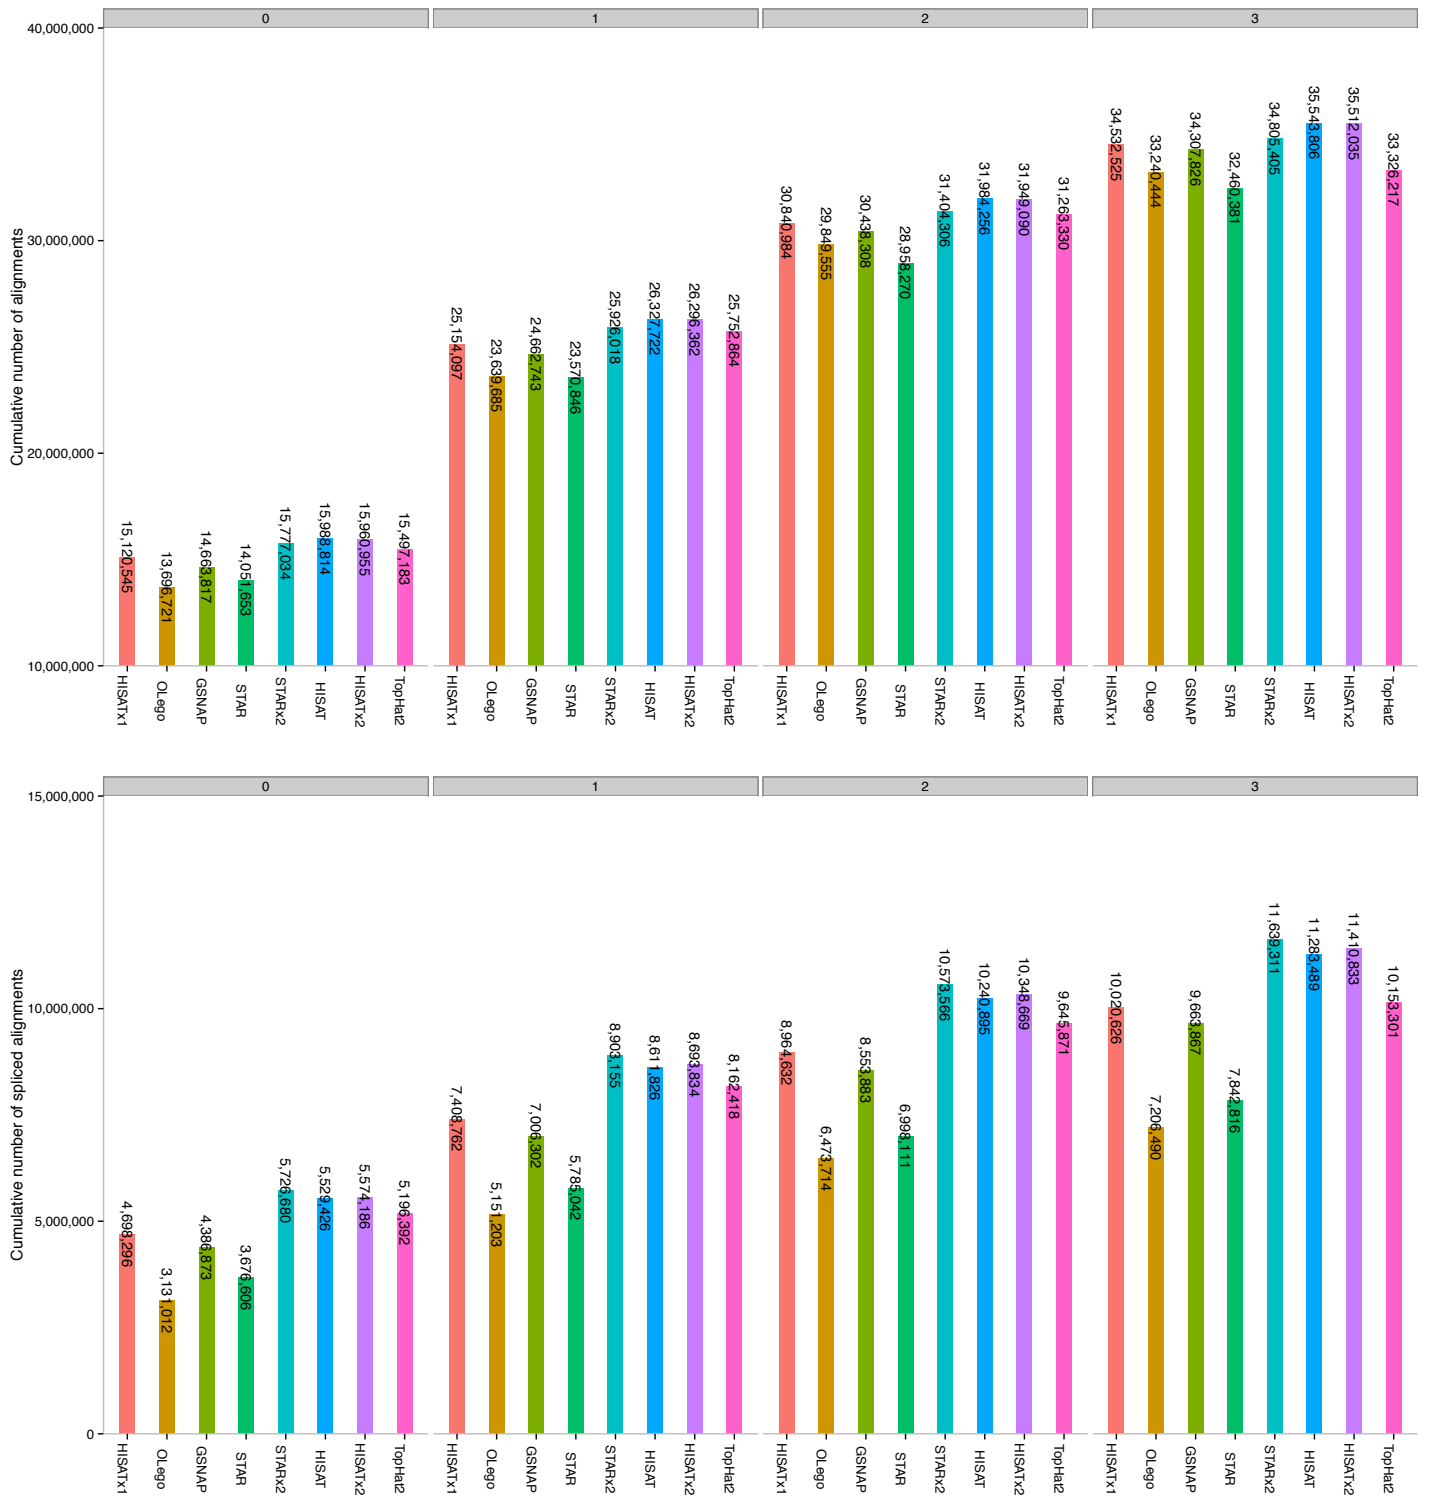 0 1 2 3
Cumulative number of alignments
40,000,000
30,000,000
20,000,000
10,000,000
15,120,545
13,696,721
14,663,817
14,051,653
15,777,034
15,988,814
15,960,955
15,497,183
25,154,097
23,639,685
24,662,743
23,570,846
25,926,018
26,327,722
26,296,362
25,752,864
30,840,984
29,849,555
30,438,308
28,958,270
31,404,306
31,984,256
31,949,090
31,263,330
34,532,525
33,240,444
34,307,826
32,460,381
34,805,405
35,543,806
35,512,035
33,326,217
HISATx1
OLego
GSNAP
STAR
STARx2
HISAT
HISATx2
TopHat2
HISATx1
OLego
GSNAP
STAR
STARx2
HISAT
HISATx2
TopHat2
HISATx1
OLego
GSNAP
STAR
STARx2
HISAT
HISATx2
TopHat2
HISATx1
OLego
GSNAP
STAR
STARx2
HISAT
HISATx2
TopHat2
0 1 2 3
Cumulative number of spliced alignments
15,000,000
10,000,000
5,000,000
0
4,698,296
3,131,012
4,386,873
3,676,606
5,726,680
5,529,426
5,574,186
5,196,392
7,408,762
5,151,203
7,006,302
5,785,042
8,903,155
8,611,826
8,693,834
8,162,418
8,964,632
6,473,714
8,553,883
6,998,111
10,573,566
10,240,895
10,348,669
9,645,871
10,020,626
7,206,490
9,663,867
7,842,816
11,639,311
11,283,489
11,410,833
10,153,301
HISATx1
OLego
GSNAP
STAR
STARx2
HISAT
HISATx2
TopHat2
HISATx1
OLego
GSNAP
STAR
STARx2
HISAT
HISATx2
TopHat2
HISATx1
OLego
GSNAP
STAR
STARx2
HISAT
HISATx2
TopHat2
HISATx1
OLego
GSNAP
STAR
STARx2
HISAT
HISATx2
TopHat2